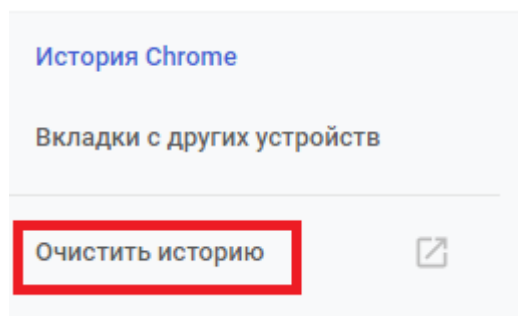 История Chrome
Вкладки с других устройств
Очистить историю